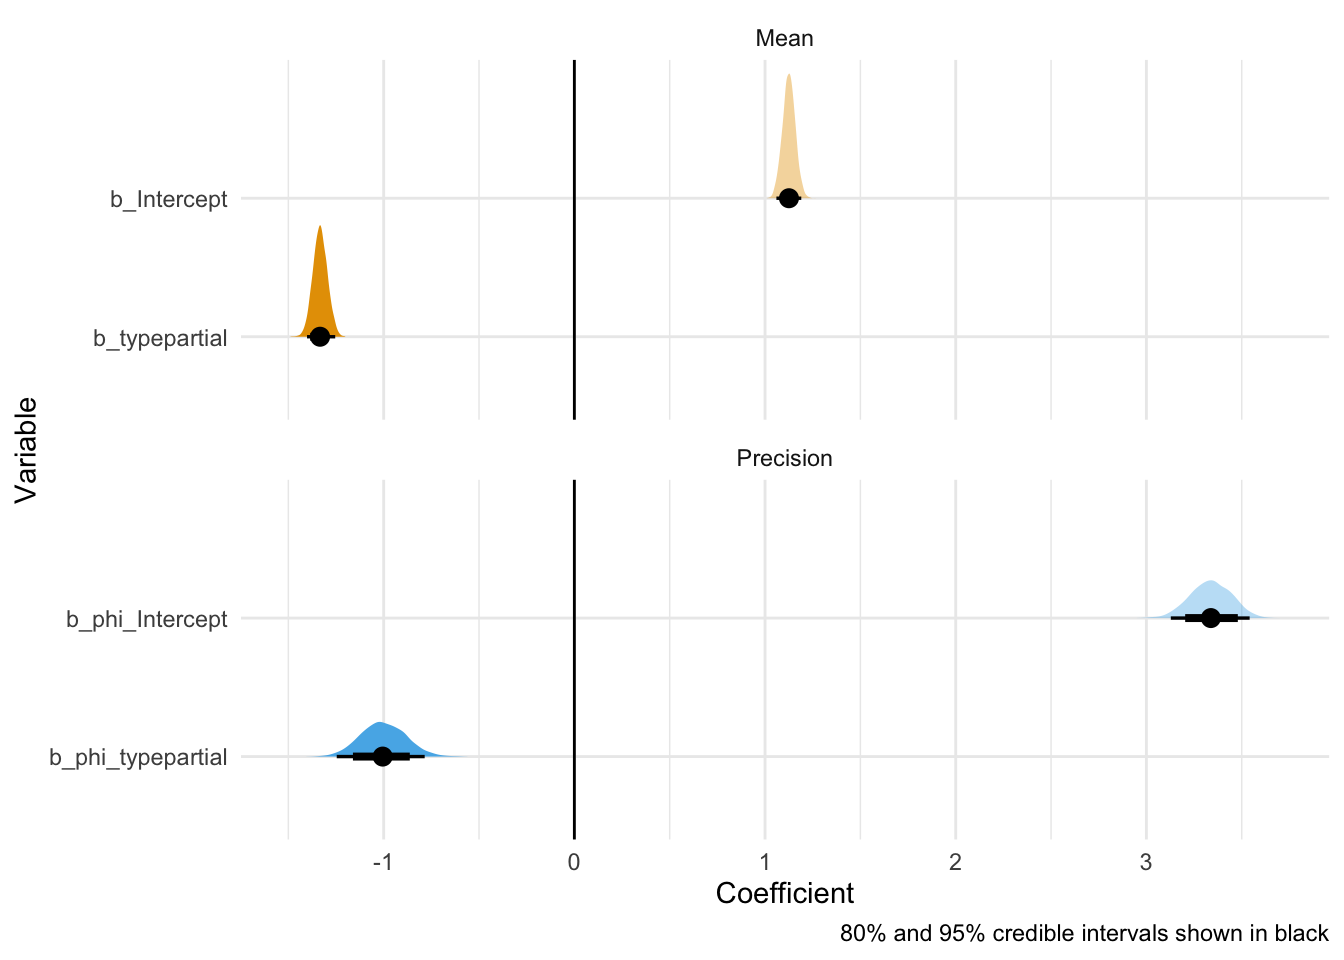 Mean
b_Intercept
b_typepartial
Variable
Precision
b_phi_Intercept
b_phi_typepartial
-1 0 1 2 3
Coefficient
80% and 95% credible intervals shown in black